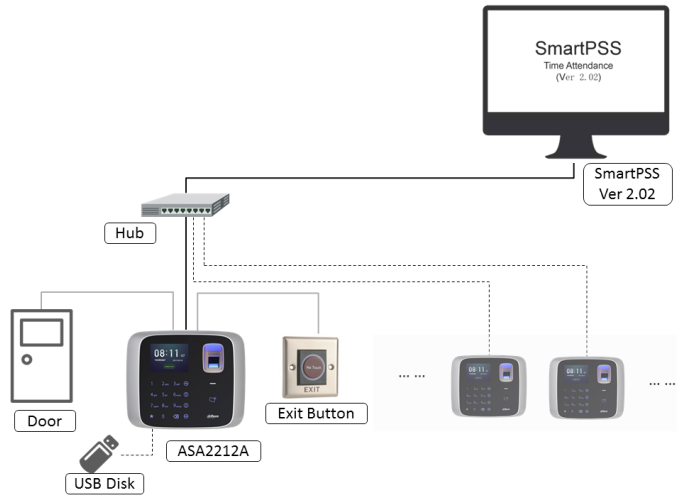 SmartPSS
Time Attendance
(Ver 2.02)
SmartPSS
Ver 2.02
Hub
08:11
EXIT
08:11
08:11
... ...
... ...
Door
Exit Button
alhua
ASA2212A
USB Disk